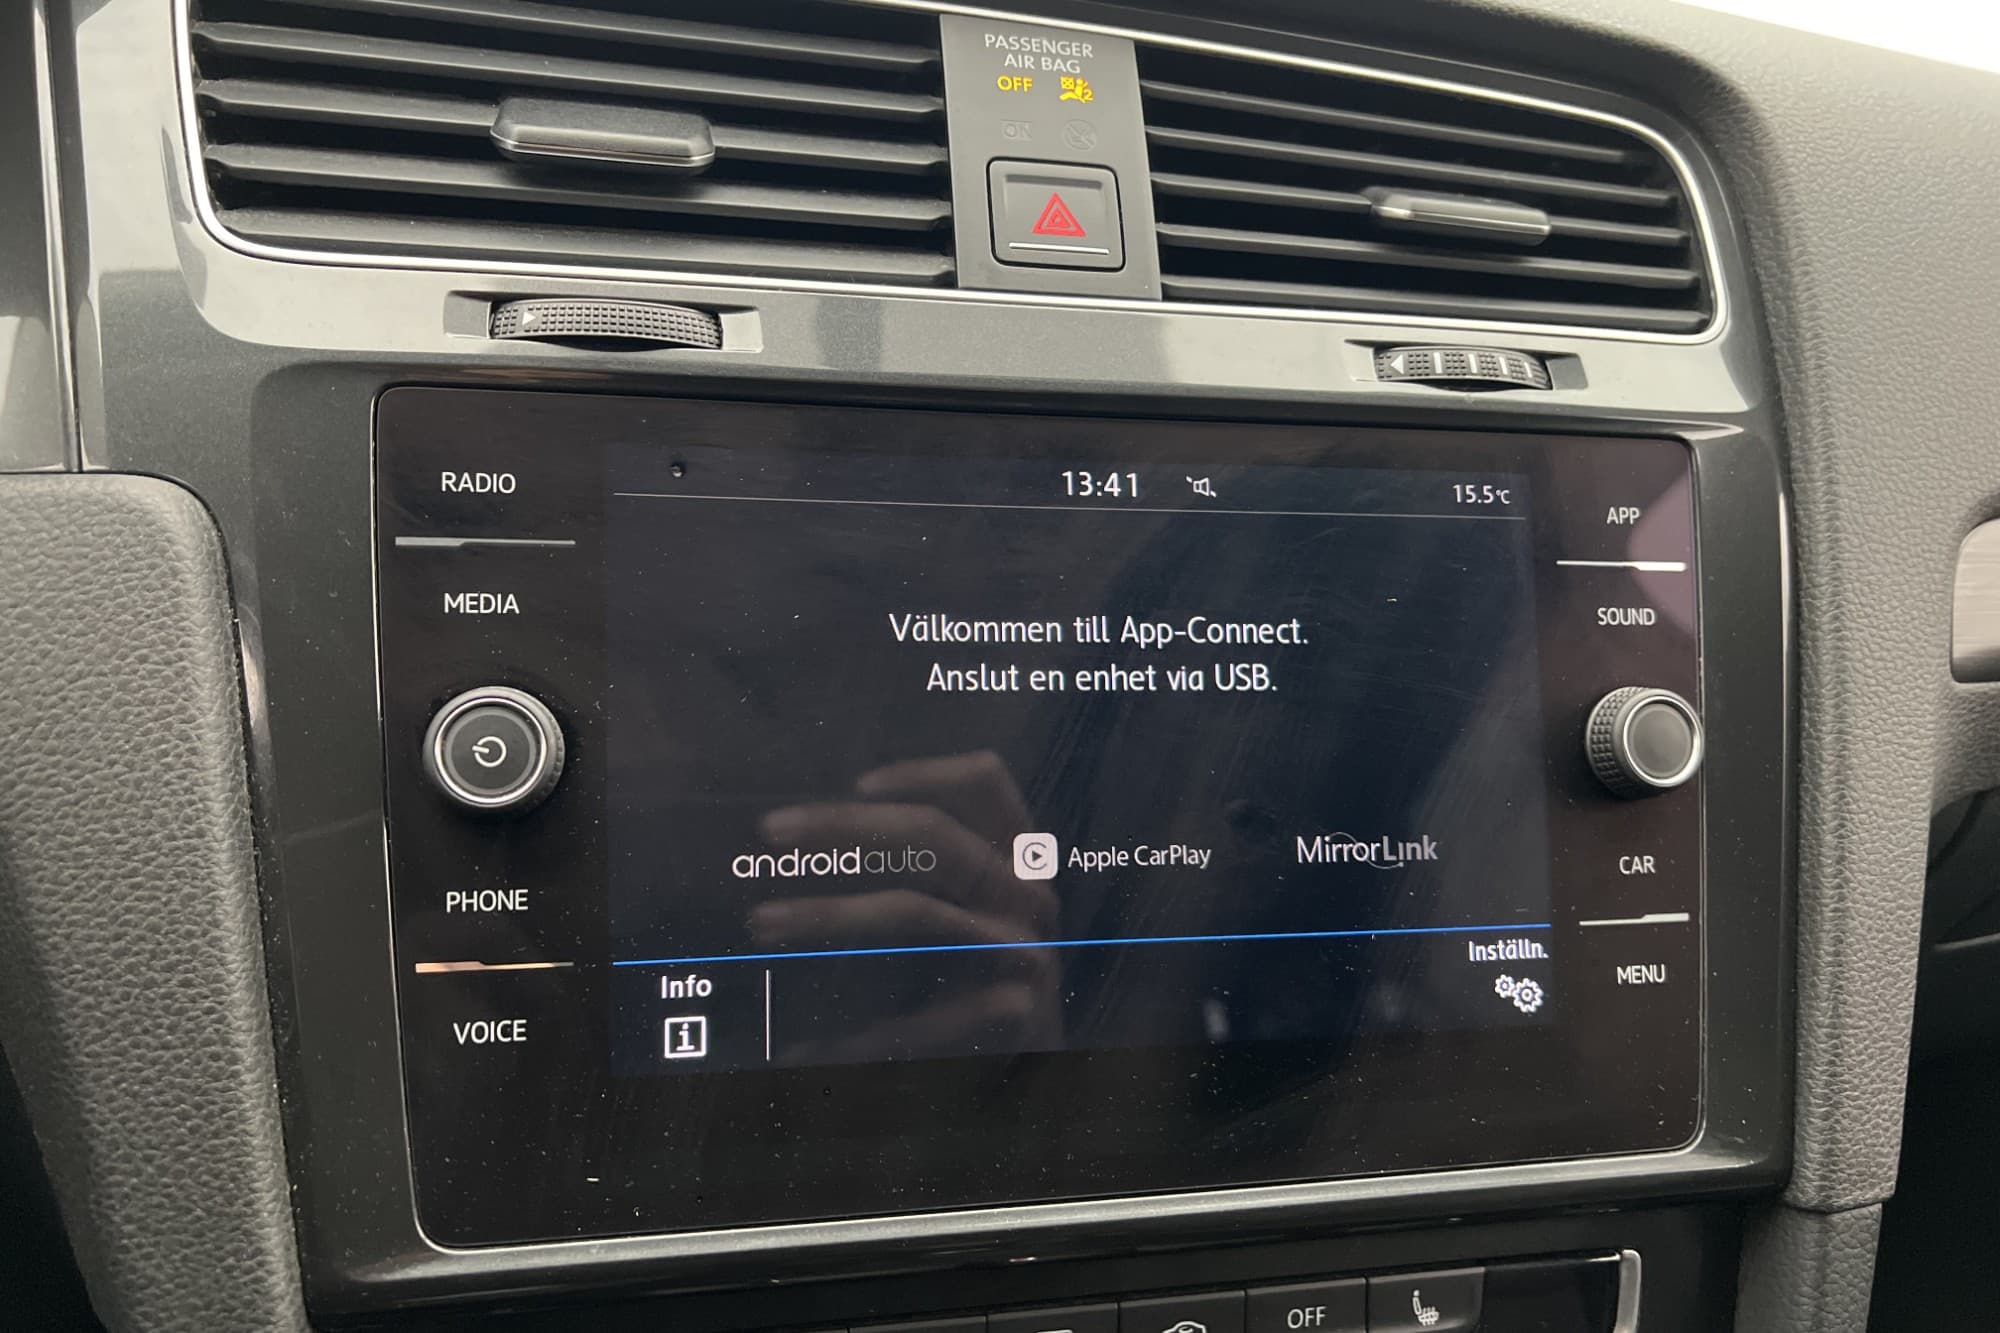 PASSENGER
AIR BAG
OFF
ON
RADIO
MEDIA
PHONE
VOICE
13:41
15.5°C
Välkommen till App-Connect.
Anslut en enhet via USB.
androidauto
Apple CarPlay
MirrorLink
Info
i
Inställn.
APP
SOUND
CAR
MENU
OFF